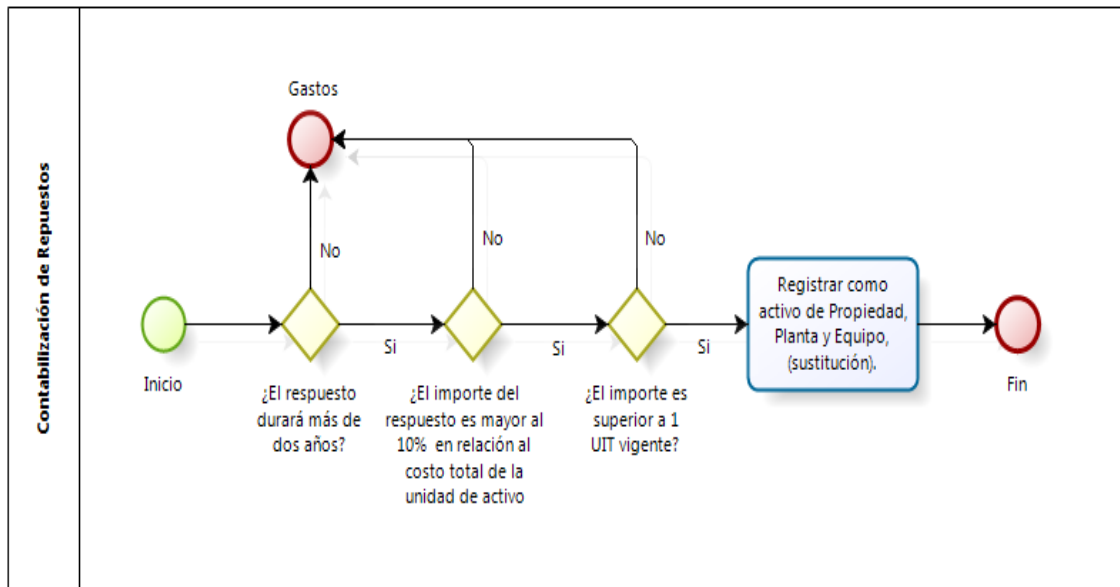 Contabilización de Repuestos
Gastos
No
No
No
Inicio
Si
Si
Si
¿El respuesto
durará más de
dos años?
¿El importe del
respuesto es mayor al
10% en relación al
costo total de la
unidad de activo
¿El importe es
superior a 1
UIT vigente?
Registrar como
activo de Propiedad,
Planta y Equipo,
(sustitución).
Fin